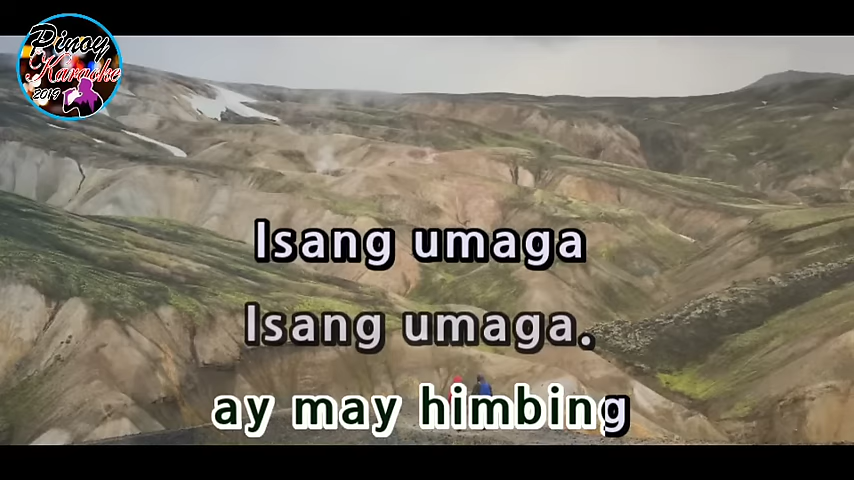 Pinoy
Karaoke
2019
Isang umaga
Isang umaga.
ay may himbing